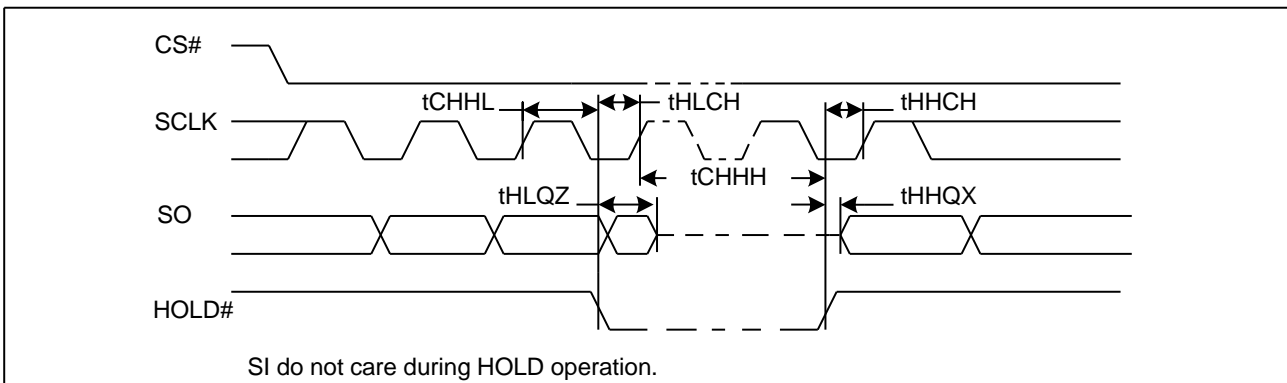 CS#
tCHHL
tHLCH
tHHCH
SCLK
tCHHH
tHLQZ
tHHQX
SO
HOLD#
SI do not care during HOLD operation.